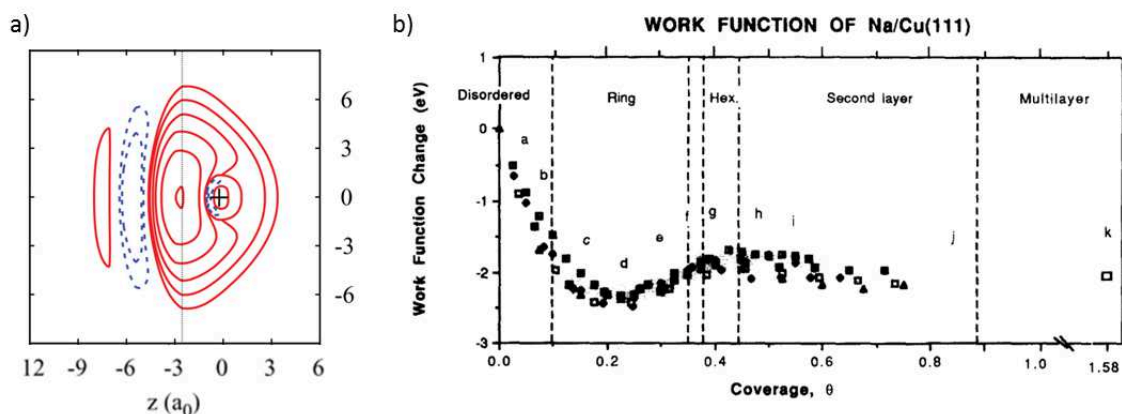 a)
6
3
0
-3
-6
12
-9
-6
-3
0
3
6
z (a0)
b)
WORK FUNCTION OF Na/Cu(111)
Work Function Change (eV)
1
0
-1
-2
-3
Disordered
Ring
Hex.
Second layer
Multilayer
a
b
c
d
e
f
g
h
i
j
k
0.0
0.2
0.4
0.6
0.8
1.0
1.58
Coverage, θ